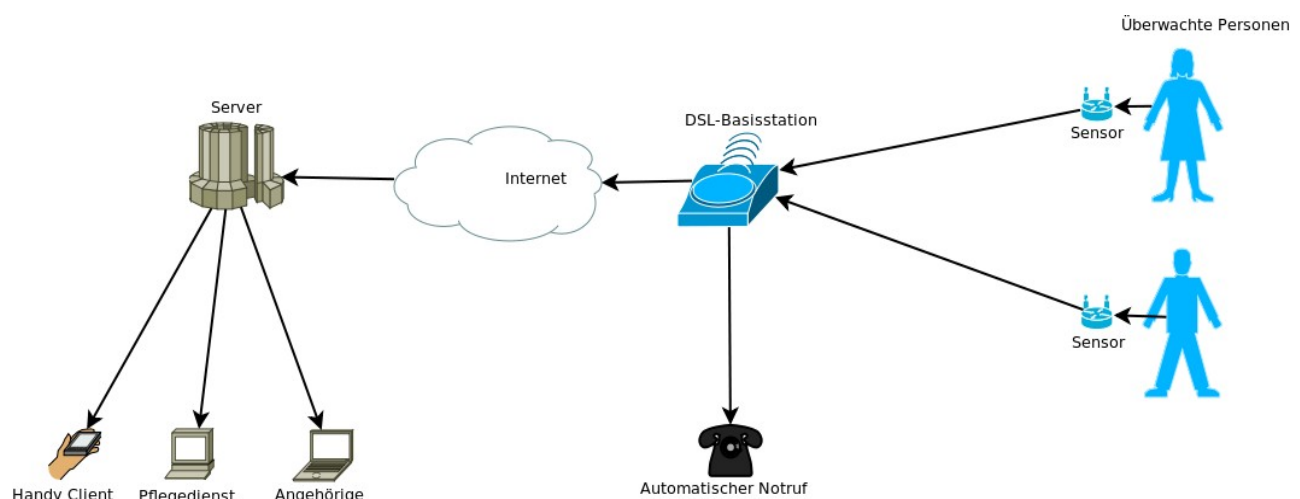 Überwachte Personen
Server
DSL-Basisstation
Sensor
Internet
Sensor
Automatischer Notruf
Handy Client
Pflegedienst
Angehörige